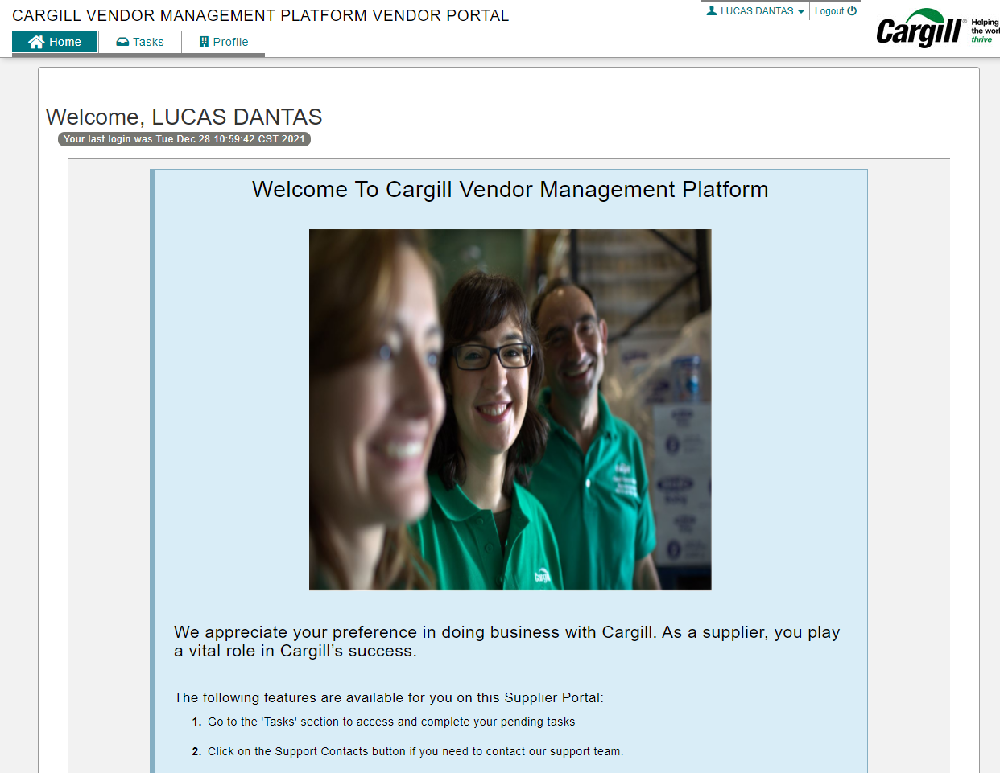 CARGILL VENDOR MANAGEMENT PLATFORM VENDOR PORTAL
LUCAS DANTAS
Logout
Cargill®
Helping
the wor
thrive
Home
Tasks
Profile
Welcome, LUCAS DANTAS
Your last login was Tue Dec 28 10:59:42 CST 2021
Welcome To Cargill Vendor Management Platform
Cargill
We appreciate your preference in doing business with Cargill. As a supplier, you play
a vital role in Cargill’s success.
The following features are available for you on this Supplier Portal:
1. Go to the 'Tasks' section to access and complete your pending tasks
2. Click on the Support Contacts button if you need to contact our support team.